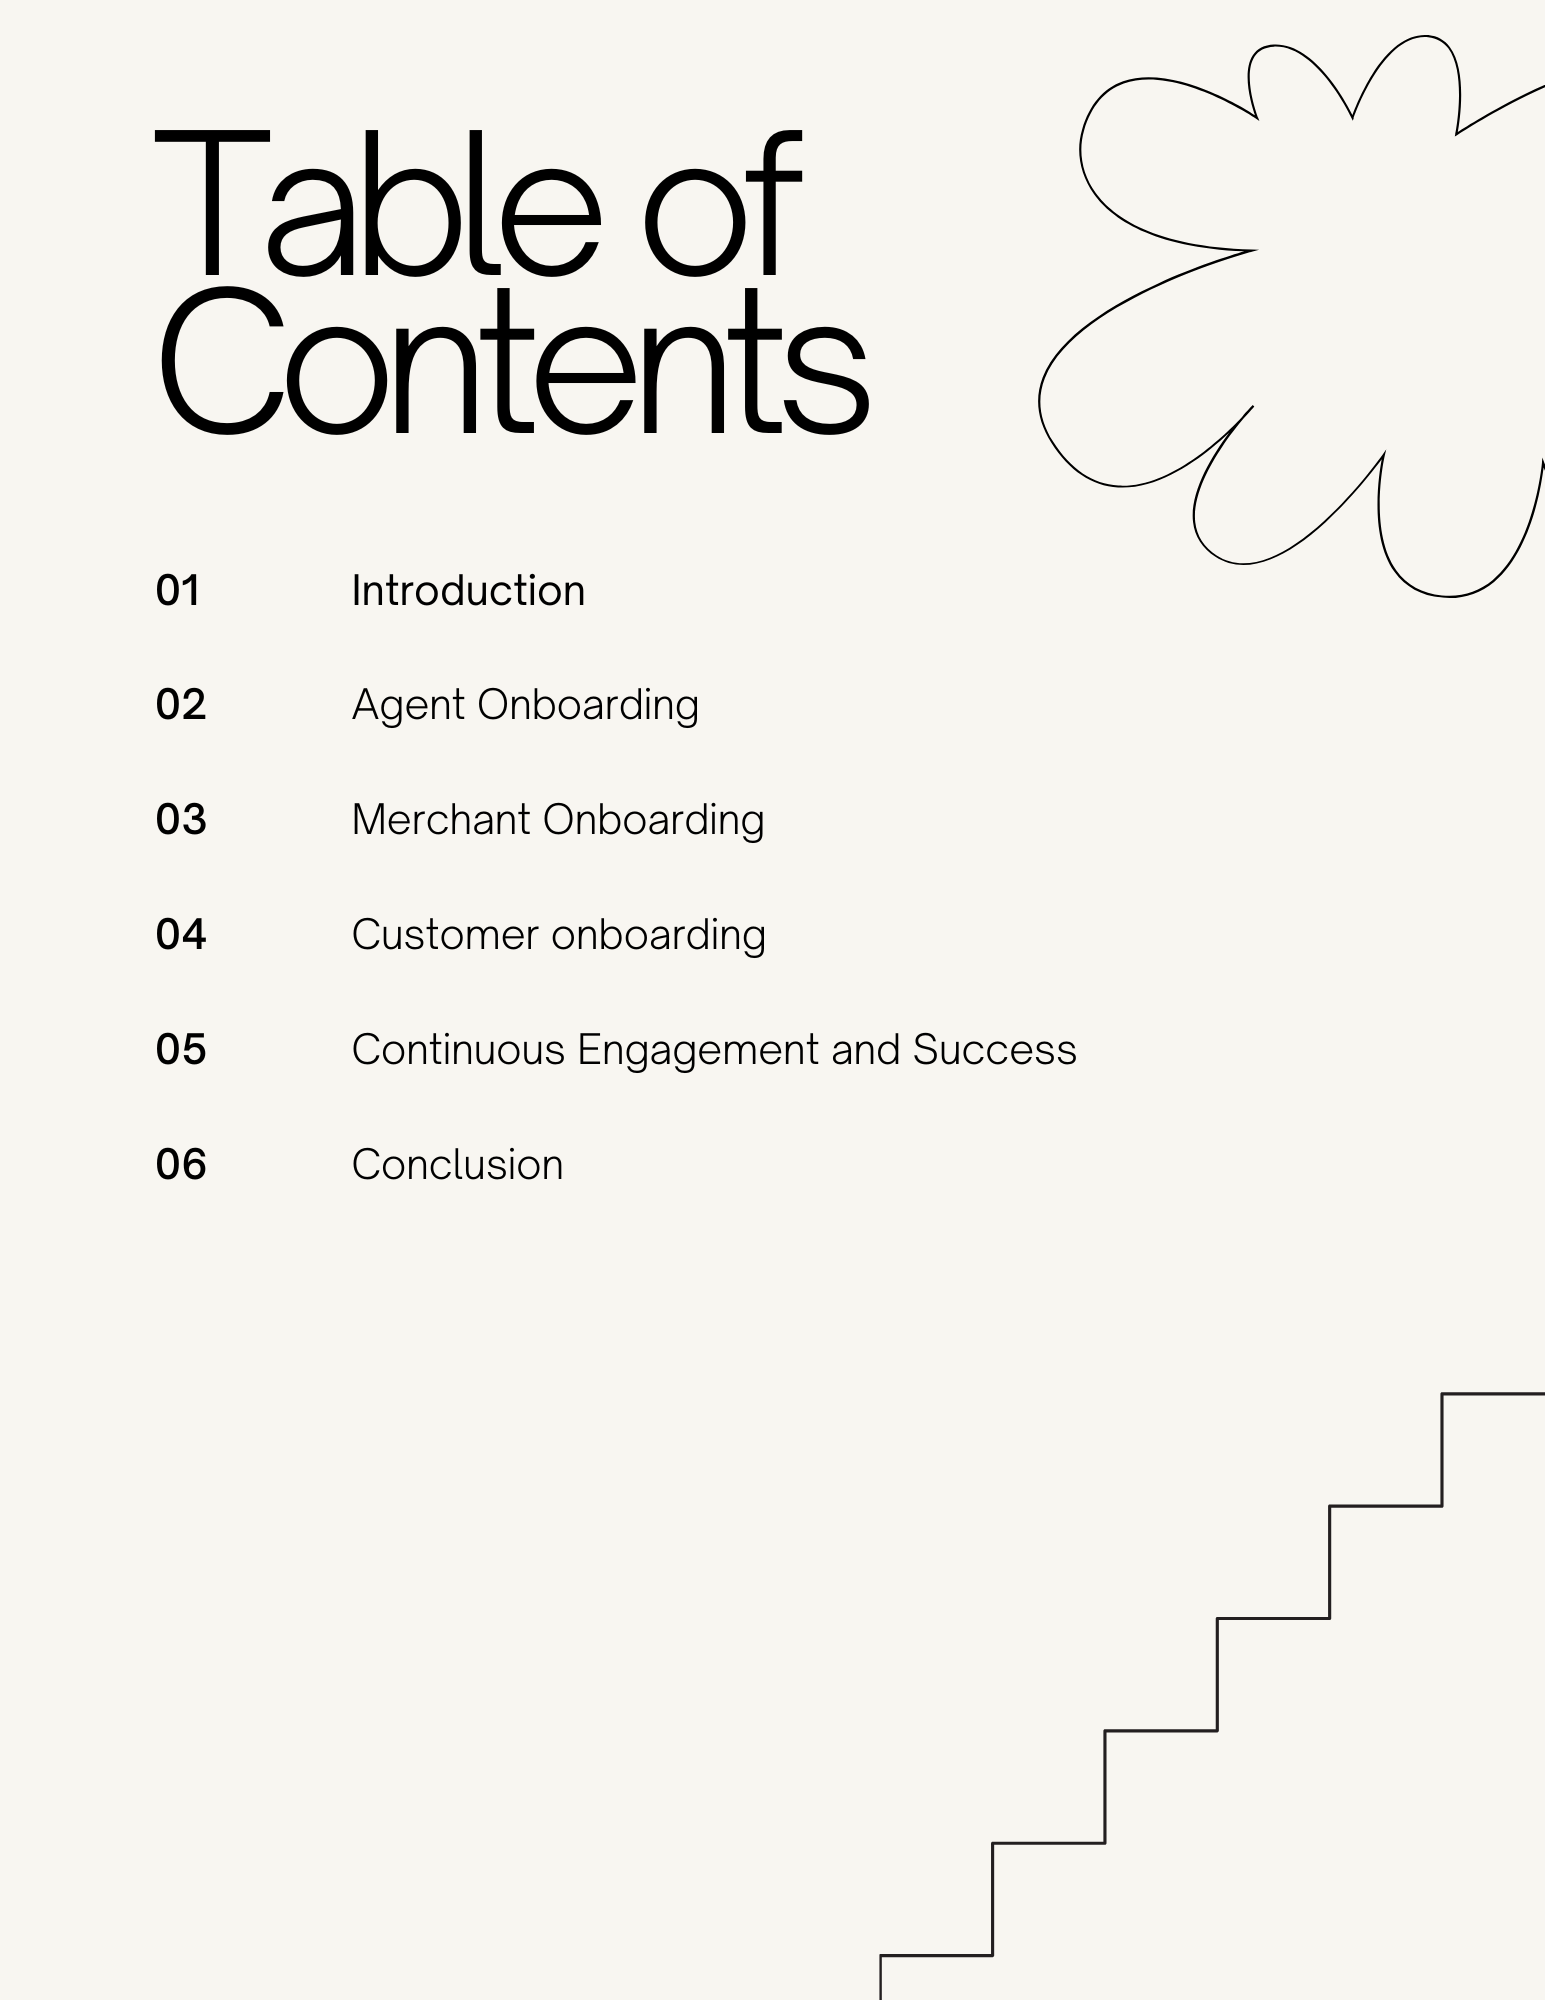 Table of
Contents
01 Introduction
02 Agent Onboarding
03 Merchant Onboarding
04 Customer onboarding
05 Continuous Engagement and Success
06 Conclusion